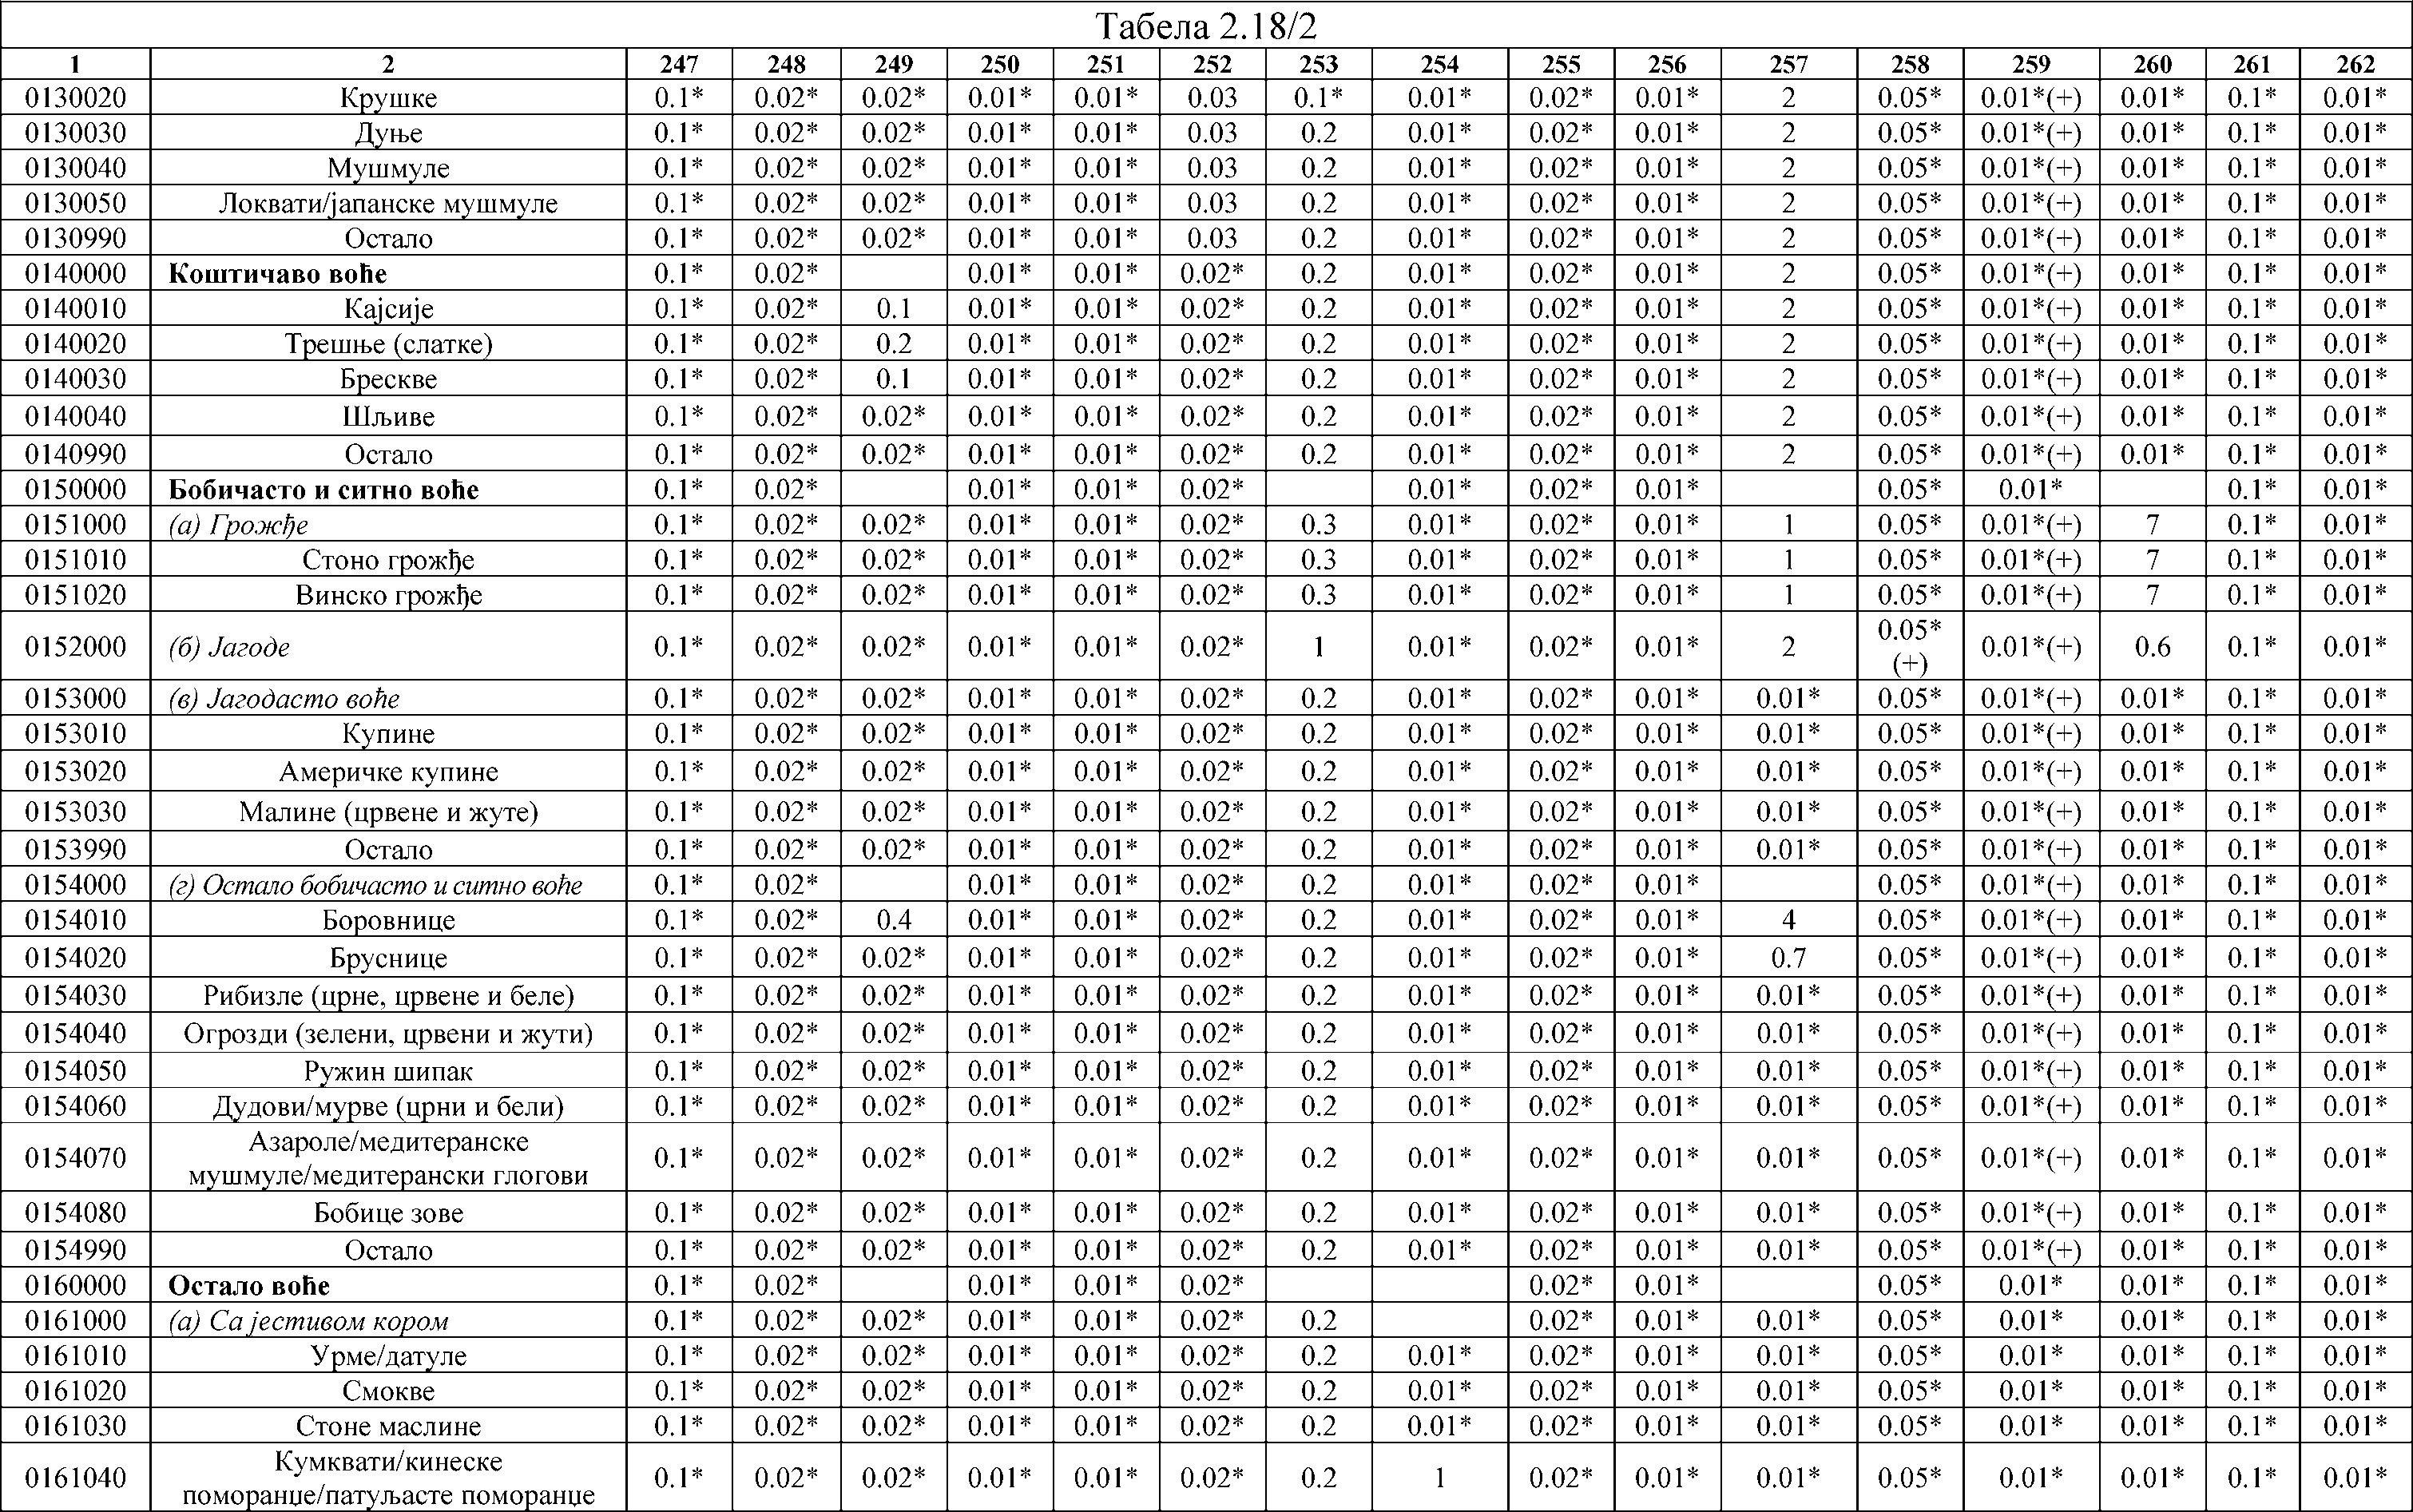 Табела 2.18/2
1 2 247 248 249 250 251 252 253 254 255 256 257 258 259 260 261 262
0130020 Крушке 0.1* 0.02* 0.02* 0.01* 0.01* 0.03 0.1* 0.01* 0.02* 0.01* 2 0.05* 0.01*(+) 0.01* 0.1* 0.01*
0130030 Дуње 0.1* 0.02* 0.02* 0.01* 0.01* 0.03 0.2 0.01* 0.02* 0.01* 2 0.05* 0.01*(+) 0.01* 0.1* 0.01*
0130040 Мушмуле 0.1* 0.02* 0.02* 0.01* 0.01* 0.03 0.2 0.01* 0.02* 0.01* 2 0.05* 0.01*(+) 0.01* 0.1* 0.01*
0130050 Локвати/јапанске мушмуле 0.1* 0.02* 0.02* 0.01* 0.01* 0.03 0.2 0.01* 0.02* 0.01* 2 0.05* 0.01*(+) 0.01* 0.1* 0.01*
0130990 Остало 0.1* 0.02* 0.02* 0.01* 0.01* 0.03 0.2 0.01* 0.02* 0.01* 2 0.05* 0.01*(+) 0.01* 0.1* 0.01*
0140000 Коштичаво воће 0.1* 0.02* 0.01* 0.01* 0.02* 0.2 0.01* 0.02* 0.01* 2 0.05* 0.01*(+) 0.01* 0.1* 0.01*
0140010 Кајсије 0.1* 0.02* 0.1 0.01* 0.01* 0.02* 0.2 0.01* 0.02* 0.01* 2 0.05* 0.01*(+) 0.01* 0.1* 0.01*
0140020 Трешње (слатке) 0.1* 0.02* 0.2 0.01* 0.01* 0.02* 0.2 0.01* 0.02* 0.01* 2 0.05* 0.01*(+) 0.01* 0.1* 0.01*
0140030 Брескве 0.1* 0.02* 0.1 0.01* 0.01* 0.02* 0.2 0.01* 0.02* 0.01* 2 0.05* 0.01*(+) 0.01* 0.1* 0.01*
0140040 Шљиве 0.1* 0.02* 0.02* 0.01* 0.01* 0.02* 0.2 0.01* 0.02* 0.01* 2 0.05* 0.01*(+) 0.01* 0.1* 0.01*
0140990 Остало 0.1* 0.02* 0.02* 0.01* 0.01* 0.02* 0.2 0.01* 0.02* 0.01* 2 0.05* 0.01*(+) 0.01* 0.1* 0.01*
0150000 Бобичасто и ситно воће 0.1* 0.02* 0.01* 0.01* 0.02* 0.01* 0.02* 0.01* 0.05* 0.01* 0.1* 0.01*
0151000 (а) Грожђе 0.1* 0.02* 0.02* 0.01* 0.01* 0.02* 0.3 0.01* 0.02* 0.01* 1 0.05* 0.01*(+) 7 0.1* 0.01*
0151010 Стоно грожђе 0.1* 0.02* 0.02* 0.01* 0.01* 0.02* 0.3 0.01* 0.02* 0.01* 1 0.05* 0.01*(+) 7 0.1* 0.01*
0151020 Винско грожђе 0.1* 0.02* 0.02* 0.01* 0.01* 0.02* 0.3 0.01* 0.02* 0.01* 1 0.05* 0.01*(+) 7 0.1* 0.01*
0152000 (б) Јагоде 0.1* 0.02* 0.02* 0.01* 0.01* 0.02* 1 0.01* 0.02* 0.01* 2 0.05* (+) 0.01*(+) 0.6 0.1* 0.01*
0153000 (в) Јагодасто воће 0.1* 0.02* 0.02* 0.01* 0.01* 0.02* 0.2 0.01* 0.02* 0.01* 0.01* 0.05* 0.01*(+) 0.01* 0.1* 0.01*
0153010 Купине 0.1* 0.02* 0.02* 0.01* 0.01* 0.02* 0.2 0.01* 0.02* 0.01* 0.01* 0.05* 0.01*(+) 0.01* 0.1* 0.01*
0153020 Америчке купине 0.1* 0.02* 0.02* 0.01* 0.01* 0.02* 0.2 0.01* 0.02* 0.01* 0.01* 0.05* 0.01*(+) 0.01* 0.1* 0.01*
0153030 Малине (црвене и жуте) 0.1* 0.02* 0.02* 0.01* 0.01* 0.02* 0.2 0.01* 0.02* 0.01* 0.01* 0.05* 0.01*(+) 0.01* 0.1* 0.01*
0153990 Остало 0.1* 0.02* 0.02* 0.01* 0.01* 0.02* 0.2 0.01* 0.02* 0.01* 0.01* 0.05* 0.01*(+) 0.01* 0.1* 0.01*
0154000 (г) Остало бобичасто и ситно воће 0.1* 0.02* 0.01* 0.01* 0.02* 0.2 0.01* 0.02* 0.01* 0.05* 0.01*(+) 0.01* 0.1* 0.01*
0154010 Боровнице 0.1* 0.02* 0.4 0.01* 0.01* 0.02* 0.2 0.01* 0.02* 0.01* 4 0.05* 0.01*(+) 0.01* 0.1* 0.01*
0154020 Бруснице 0.1* 0.02* 0.02* 0.01* 0.01* 0.02* 0.2 0.01* 0.02* 0.01* 0.7 0.05* 0.01*(+) 0.01* 0.1* 0.01*
0154030 Рибизле (црне, црвене и беле) 0.1* 0.02* 0.02* 0.01* 0.01* 0.02* 0.2 0.01* 0.02* 0.01* 0.01* 0.05* 0.01*(+) 0.01* 0.1* 0.01*
0154040 Огрозди (зелени, црвени и жути) 0.1* 0.02* 0.02* 0.01* 0.01* 0.02* 0.2 0.01* 0.02* 0.01* 0.01* 0.05* 0.01*(+) 0.01* 0.1* 0.01*
0154050 Ружин шипак 0.1* 0.02* 0.02* 0.01* 0.01* 0.02* 0.2 0.01* 0.02* 0.01* 0.01* 0.05* 0.01*(+) 0.01* 0.1* 0.01*
0154060 Дудови/мурве (црни и бели) 0.1* 0.02* 0.02* 0.01* 0.01* 0.02* 0.2 0.01* 0.02* 0.01* 0.01* 0.05* 0.01*(+) 0.01* 0.1* 0.01*
0154070 Азароле/медитеранске
мушмуле/медитерански глогови 0.1* 0.02* 0.02* 0.01* 0.01* 0.02* 0.2 0.01* 0.02* 0.01* 0.01* 0.05* 0.01*(+) 0.01* 0.1* 0.01*
0154080 Бобице зове 0.1* 0.02* 0.02* 0.01* 0.01* 0.02* 0.2 0.01* 0.02* 0.01* 0.01* 0.05* 0.01*(+) 0.01* 0.1* 0.01*
0154990 Остало 0.1* 0.02* 0.02* 0.01* 0.01* 0.02* 0.2 0.01* 0.02* 0.01* 0.01* 0.05* 0.01*(+) 0.01* 0.1* 0.01*
0160000 Остало воће 0.1* 0.02* 0.01* 0.01* 0.02* 0.02* 0.01* 0.05* 0.01* 0.01* 0.1* 0.01*
0161000 (а) Са јестивом кором 0.1* 0.02* 0.02* 0.01* 0.01* 0.02* 0.2 0.02* 0.01* 0.01* 0.05* 0.01* 0.01* 0.1* 0.01*
0161010 Урме/датуле 0.1* 0.02* 0.02* 0.01* 0.01* 0.02* 0.2 0.01* 0.02* 0.01* 0.01* 0.05* 0.01* 0.01* 0.1* 0.01*
0161020 Смокве 0.1* 0.02* 0.02* 0.01* 0.01* 0.02* 0.2 0.01* 0.02* 0.01* 0.01* 0.05* 0.01* 0.01* 0.1* 0.01*
0161030 Стоне маслине 0.1* 0.02* 0.02* 0.01* 0.01* 0.02* 0.2 0.01* 0.02* 0.01* 0.01* 0.05* 0.01* 0.01* 0.1* 0.01*
0161040 Кумквати/кинеске
поморанџе/патуљасте поморанџе 0.1* 0.02* 0.02* 0.01* 0.01* 0.02* 0.2 1 0.02* 0.01* 0.01* 0.05* 0.01* 0.01* 0.1* 0.01*